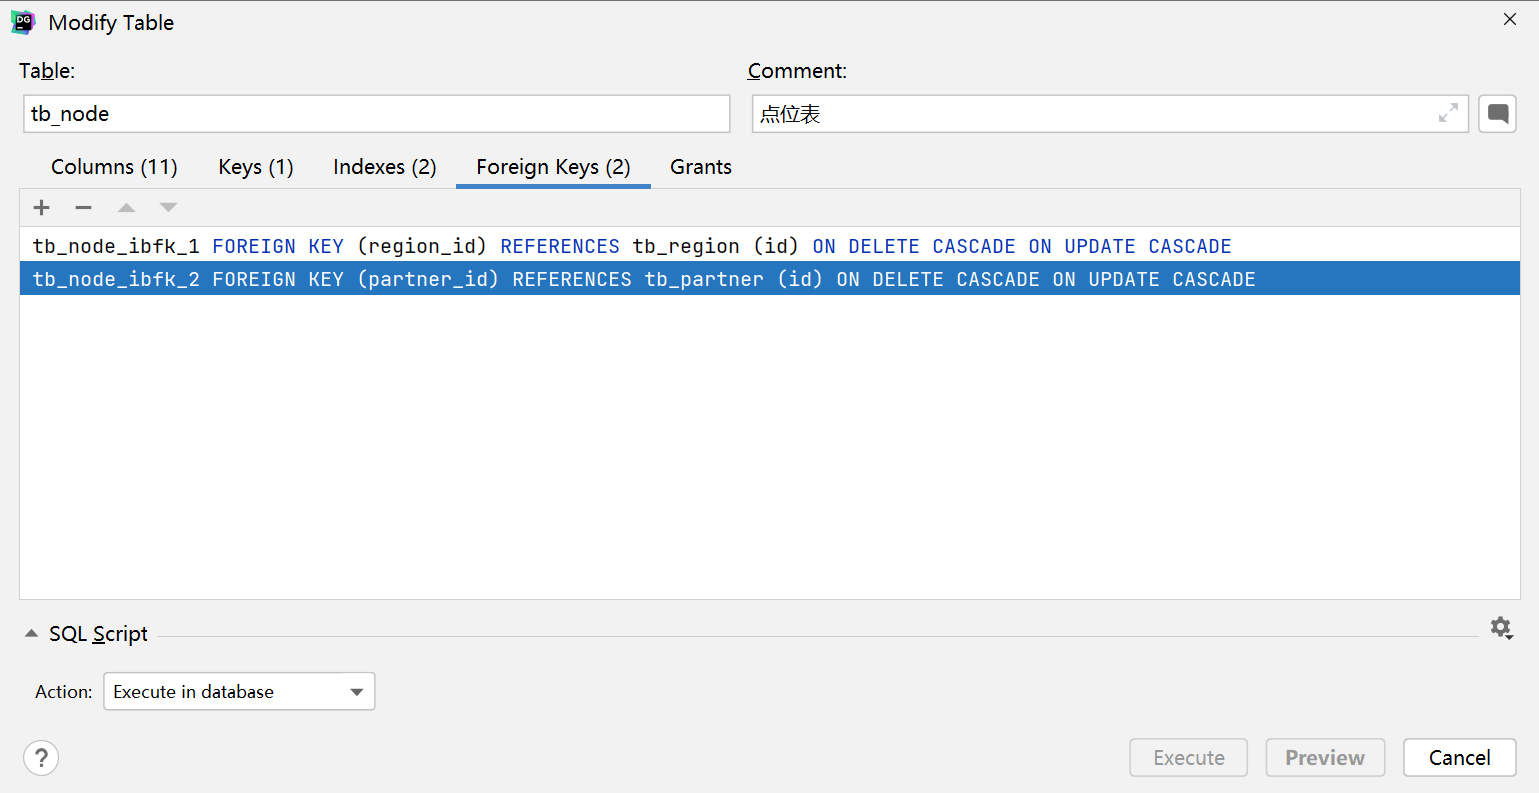 DG Modify Table
Table: Comment:
tb_node 点位表
Columns (11) Keys (1) Indexes (2) Foreign Keys (2) Grants
tb_node_ibfk_1 FOREIGN KEY (region_id) REFERENCES tb_region (id) ON DELETE CASCADE ON UPDATE CASCADE
tb_node_ibfk_2 FOREIGN KEY (partner_id) REFERENCES tb_partner (id) ON DELETE CASCADE ON UPDATE CASCADE
SQL Script
Action: Execute in database
? Execute Preview Cancel